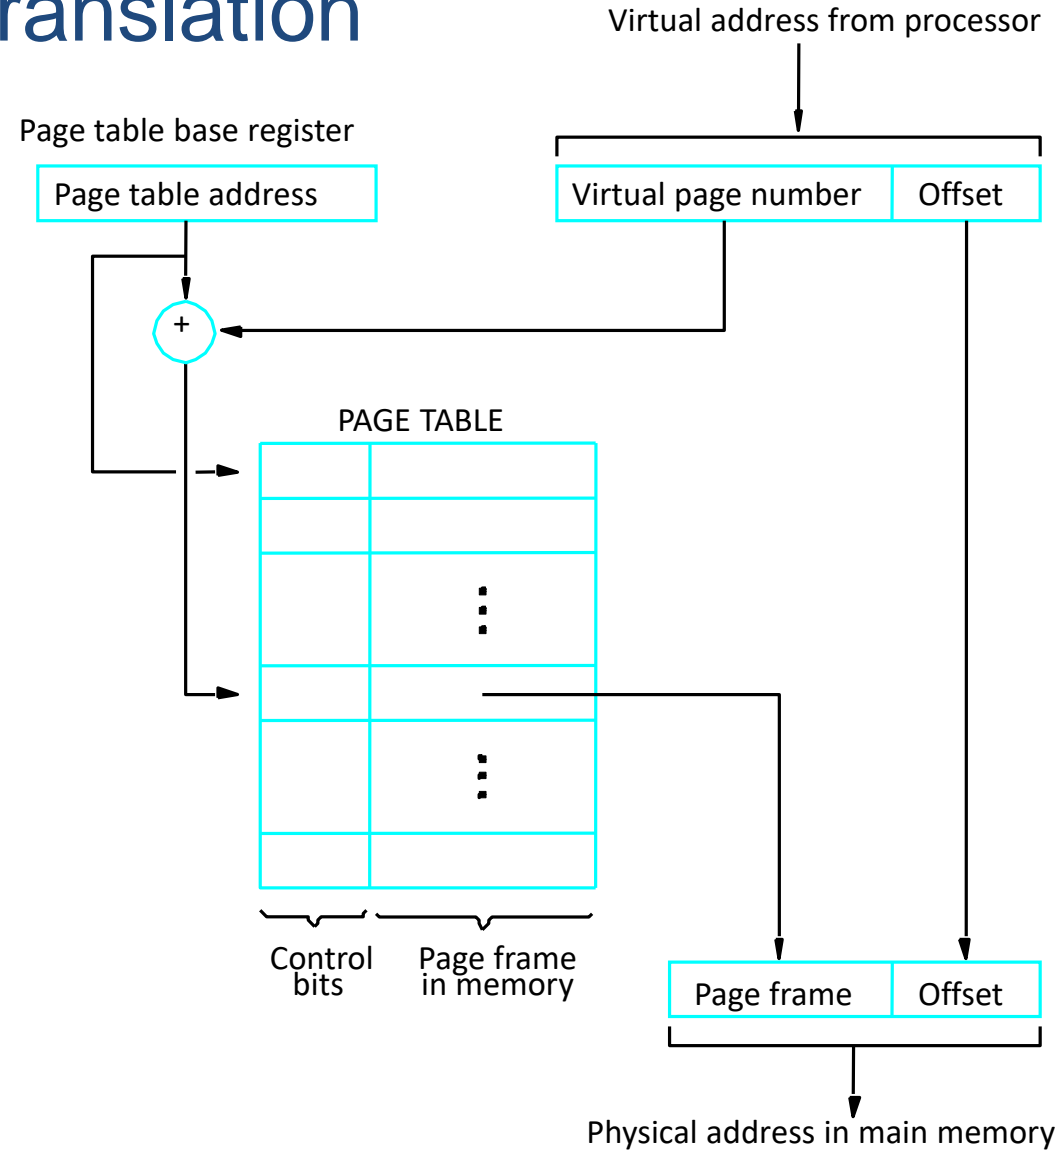 ranslation
Virtual address from processor
Page table base register
Page table address
Virtual page number
Offset
+
PAGE TABLE
Control
bits
Page frame
in memory
Page frame
Offset
Physical address in main memory